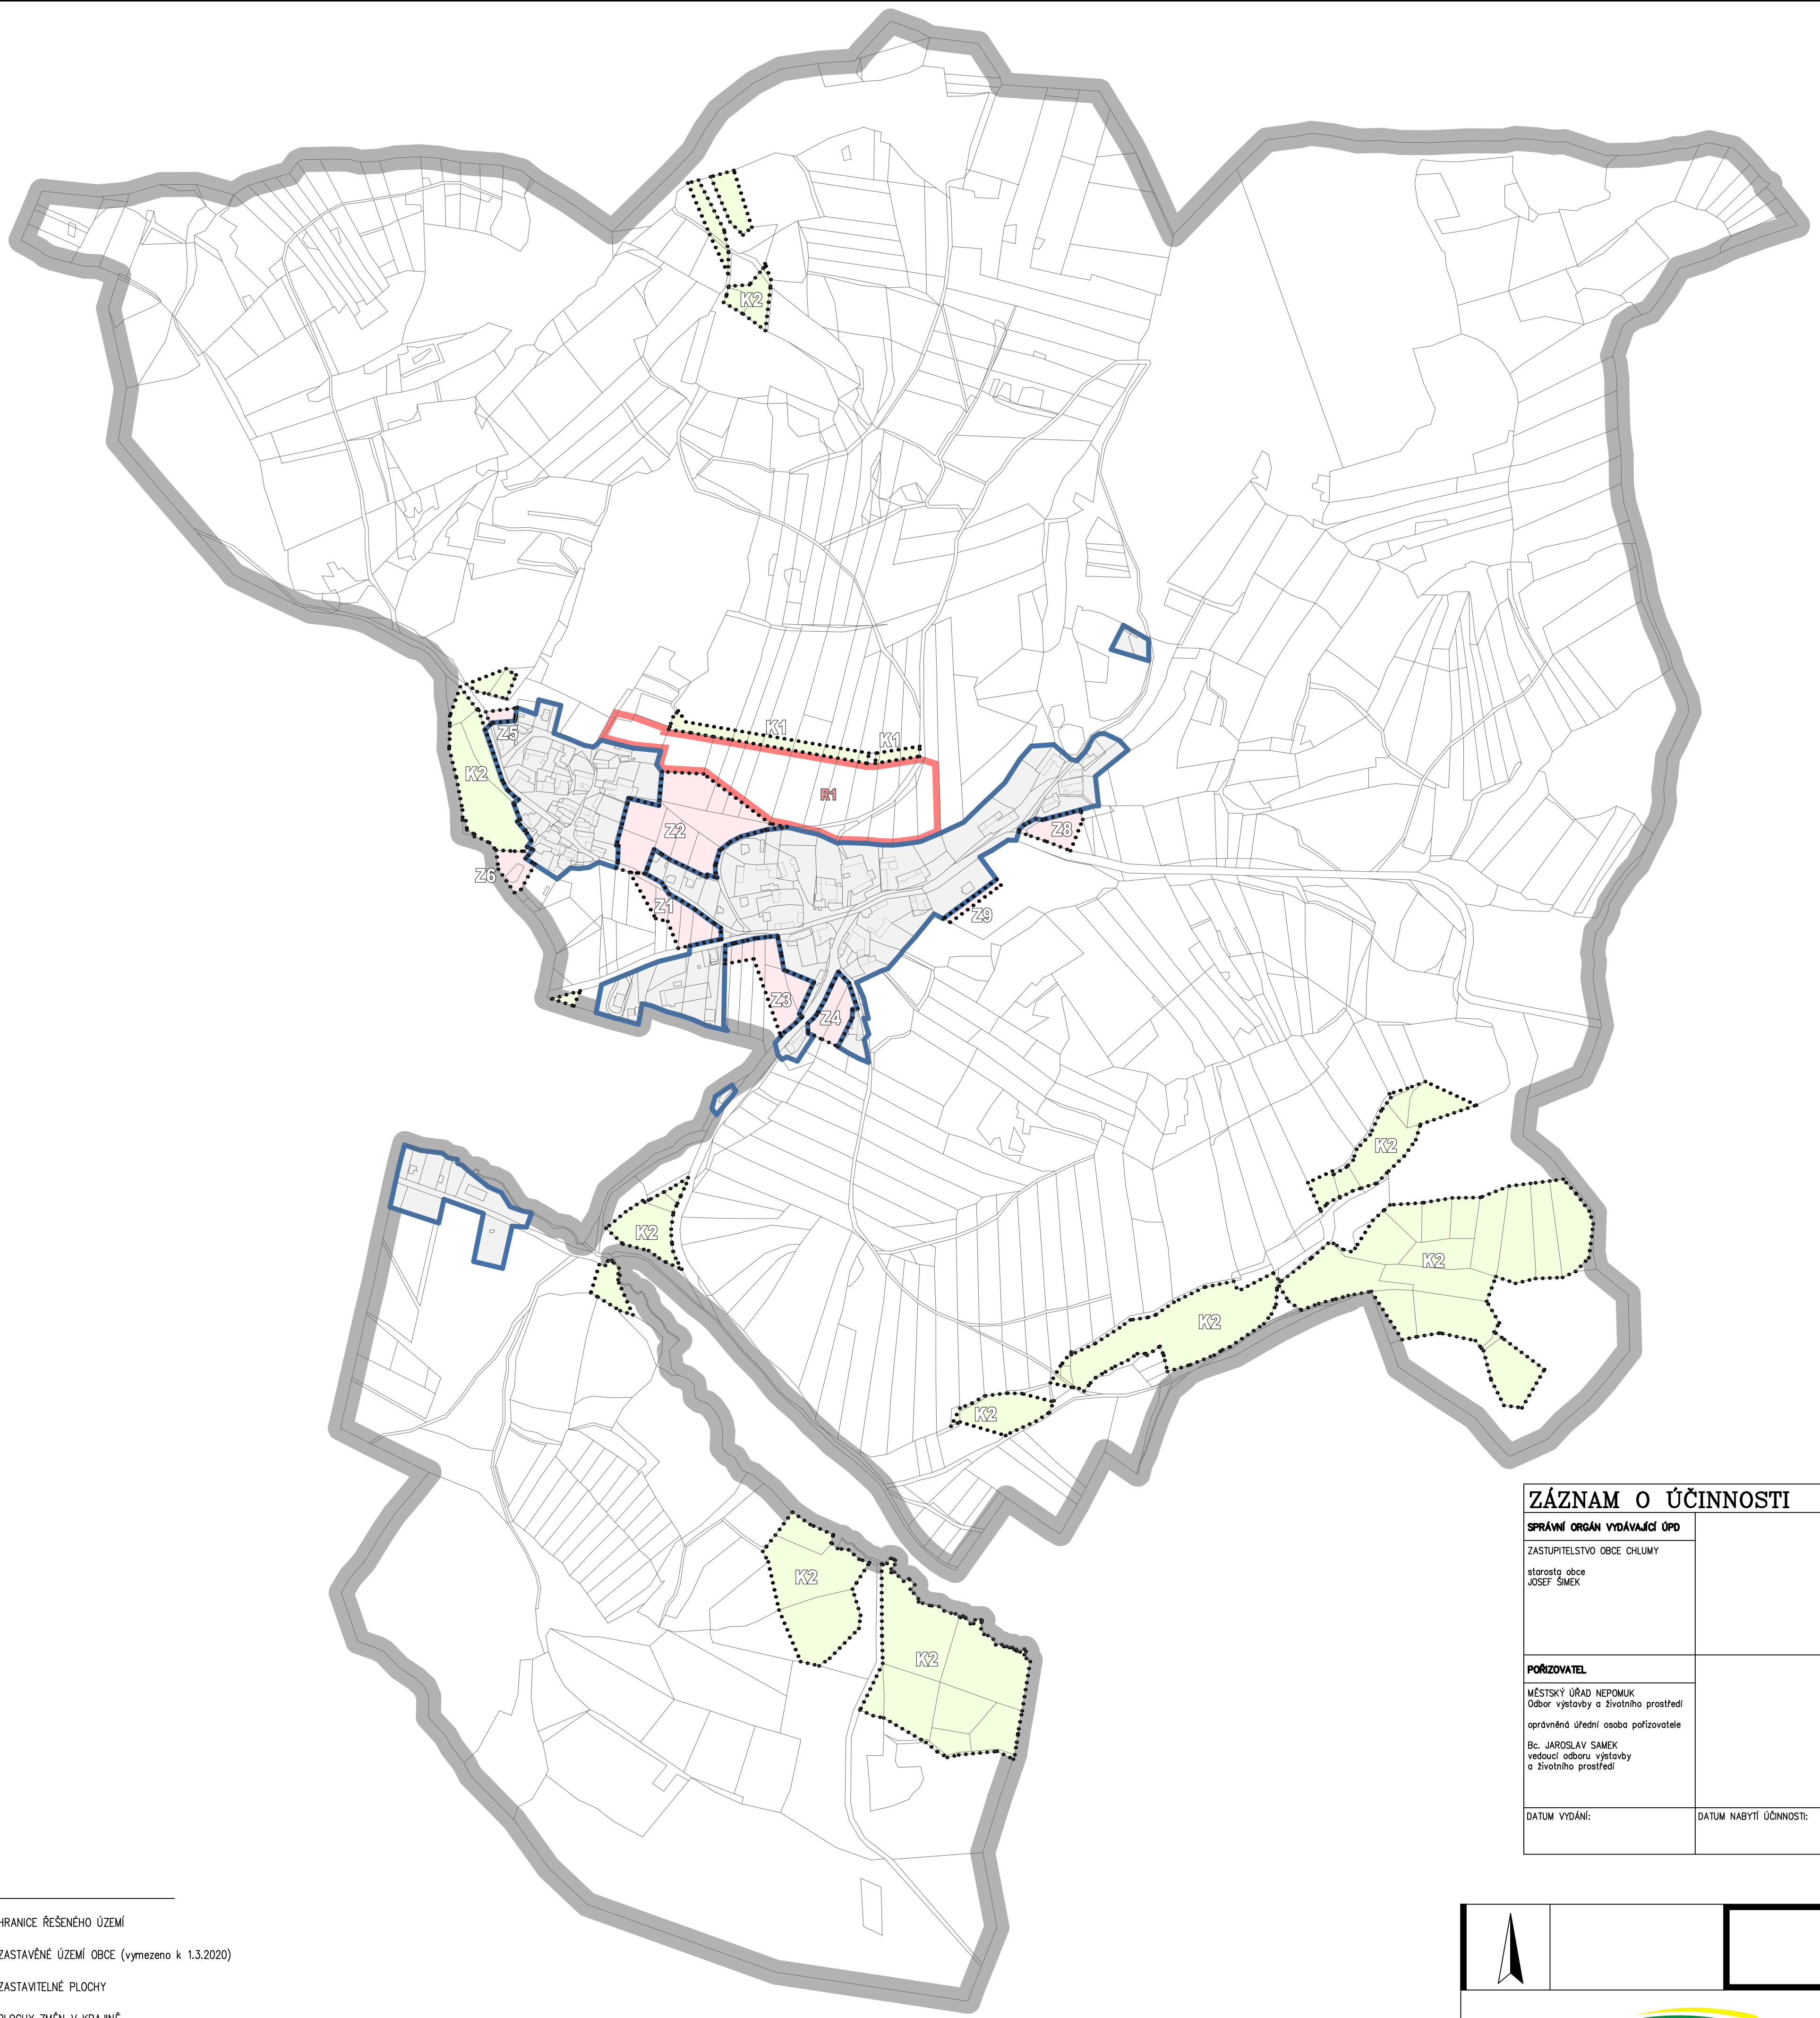 K2
K1
K1
Z5
K2
R1
Z2
Z8
Z6
Z1
Z9
Z3
Z4
K2
K2
K2
K2
K2
K2
K2
ZÁZNAM O ÚČINNOSTI
SPRÁVNÍ ORGÁN VYDÁVAJÍCÍ ÚPD
ZASTUPITELSTVO OBCE CHLUMY
starosta obce
JOSEF ŠIMEK
POŘIZOVATEL
MĚSTSKÝ ÚŘAD NEPOMUK
Odbor výstavby a životního prostředí
oprávněná úřední osoba pořizovatele
Bc. JAROSLAV SAMEK
vedoucí odboru výstavby
a životního prostředí
DATUM VYDÁNÍ:
DATUM NABYTÍ ÚČINNOSTI:
HRANICE ŘEŠENÉHO ÚZEMÍ
ZASTAVĚNÉ ÚZEMÍ OBCE (vymezeno k 1.3.2020)
ZASTAVITELNÉ PLOCHY
PLOCHY ZMĚN V KRAJINĚ